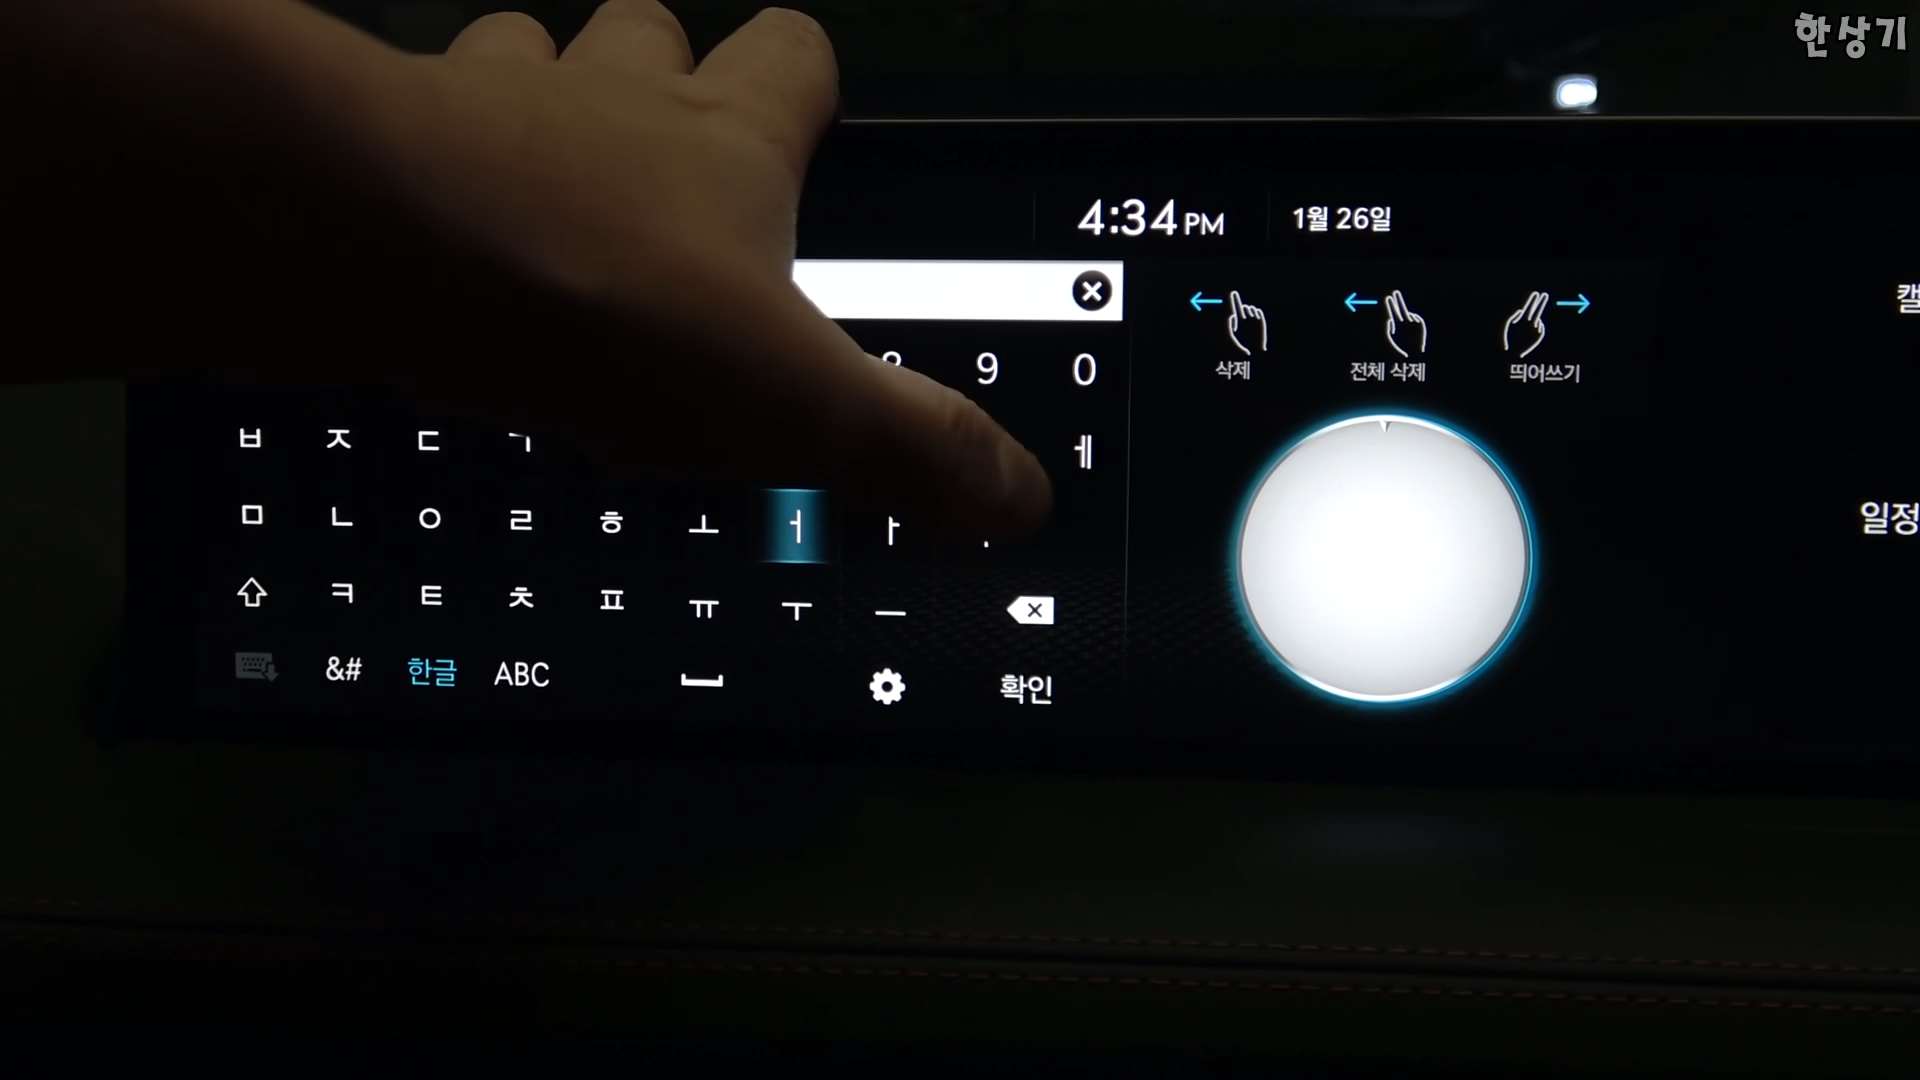 한상기
4:34 PM 1월 26일
삭제 전체 삭제 띄어쓰기
9 0
ㅂ ㅈ ㄷ ㅔ
ㅁ ㄴ ㅇ ㄹ ㅎ ㅗ ㅓ ㅏ
ㅋ ㅌ ㅊ ㅍ ㅠ ㅜ ㅡ
&# 한글 ABC 확인
일정